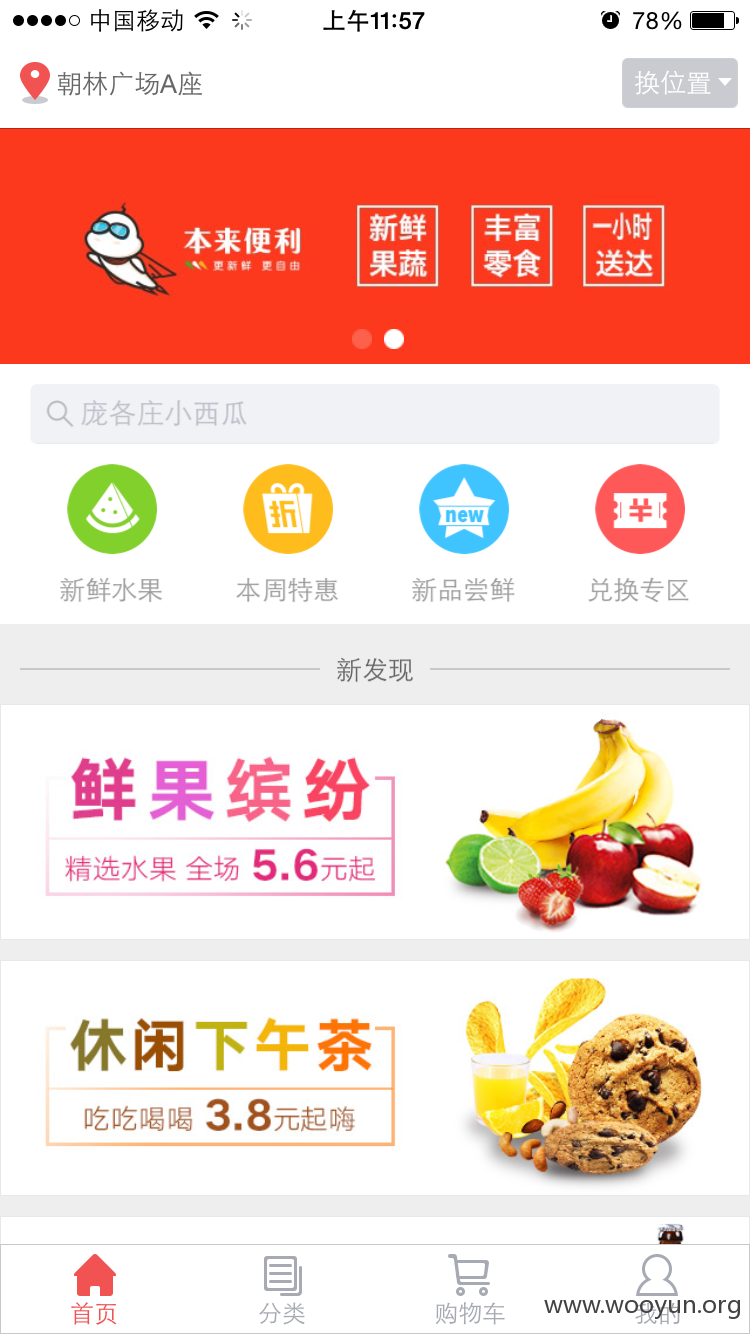 中国移动 上午11:57 78%
朝林广场A座 换位置
本来便利
更新鲜 更自由
新鲜
果蔬
丰富
零食
一小时
送达
庞各庄小西瓜
折 new 半
新鲜水果 本周特惠 新品尝鲜 兑换专区
新发现
鲜果缤纷
精选水果 全场 5.6元起
休闲下午茶
吃吃喝喝 3.8元起嗨
首页 分类 购物车 我的
www.wooyun.org